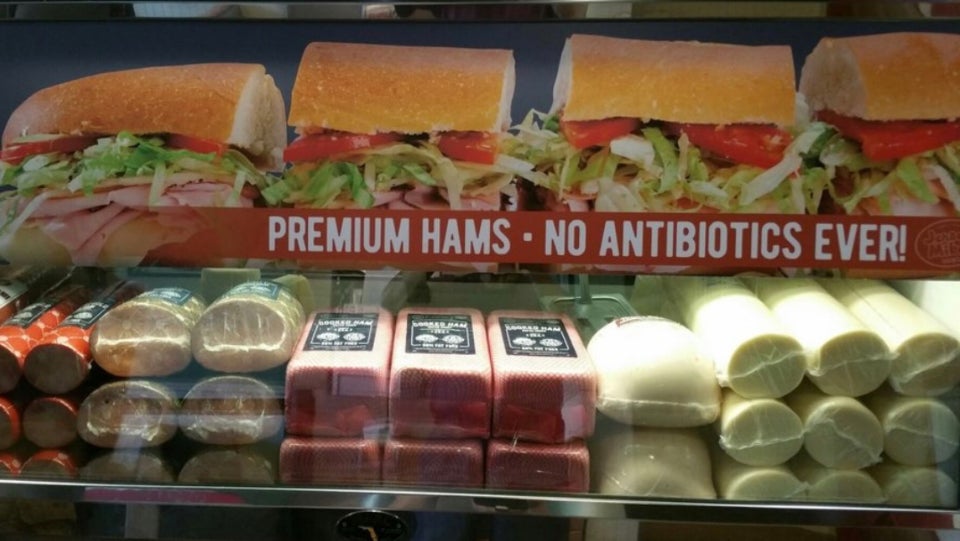 PREMIUM HAMS · NO ANTIBIOTICS EVER!
COOKED HAM
COOKED HAM
COOKED HAM